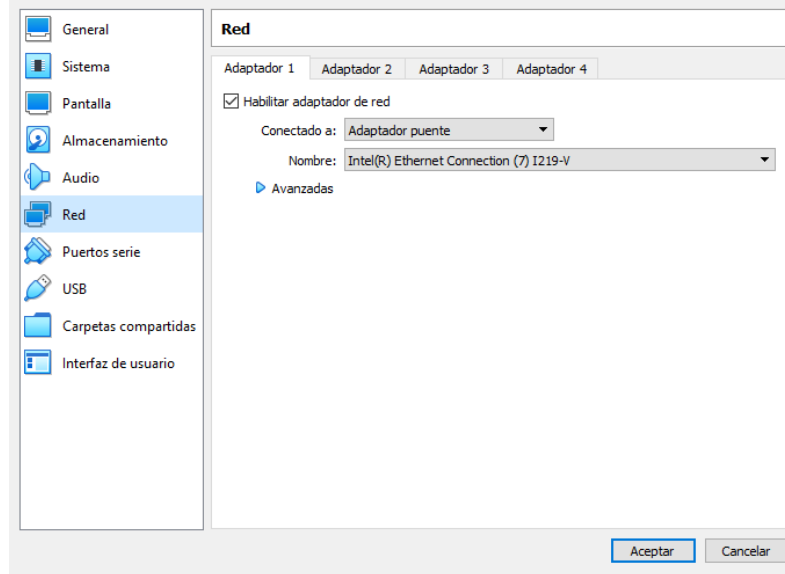 General
Sistema
Pantalla
Almacenamiento
Audio
Red
Puertos serie
USB
Carpetas compartidas
Interfaz de usuario
Red
Adaptador 1 Adaptador 2 Adaptador 3 Adaptador 4
Habilitar adaptador de red
Conectado a: Adaptador puente
Nombre: Intel(R) Ethernet Connection (7) I219-V
Avanzadas
Aceptar Cancelar